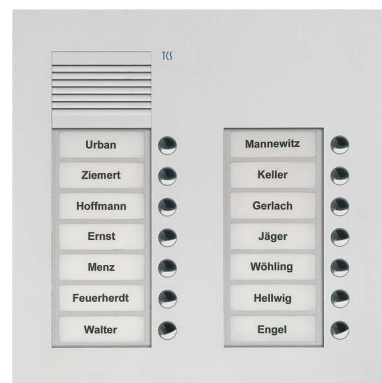 TCS
Urban
Ziemert
Hoffmann
Ernst
Menz
Feuerherdt
Walter
Mannewitz
Keller
Gerlach
Jäger
Wöhling
Hellwig
Engel